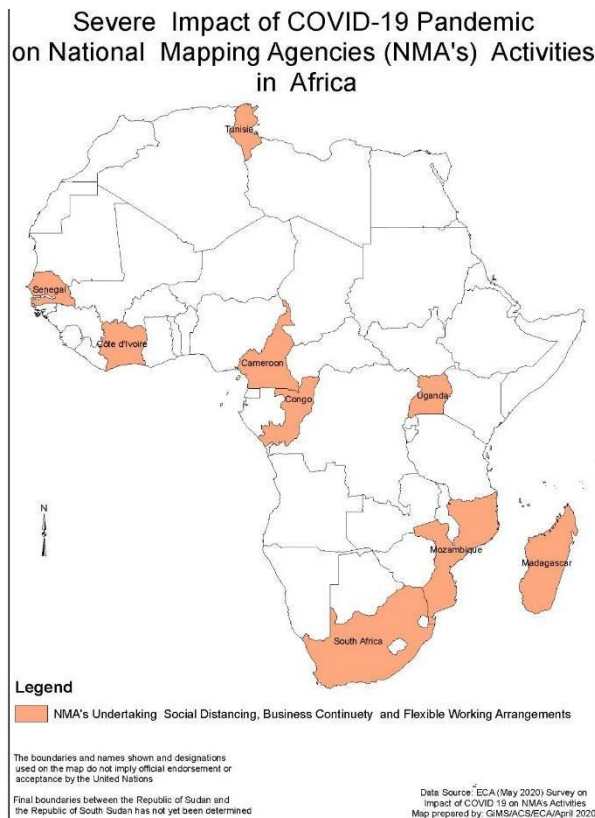 Severe Impact of COVID-19 Pandemic
on National Mapping Agencies (NMA's) Activities
in Africa
Tunisie
Senegal
Côte d'Ivoire
Cameroon
Congo
Uganda
N
Mozambique
Madagascar
South Africa
Legend
NMA's Undertaking Social Distancing, Business Continuety and Flexible Working Arrangements
The boundaries and names shown and designations
used on the map do not imply official endorsement or
acceptance by the United Nations
Final boundaries between the Republic of Sudan and
the Republic of South Sudan has not yet been determined
Data Source: ECA (May 2020) Survey on
Impact of COVID 19 on NMA's Activities
Map prepared by: GiMS/ACS/ECA/April 2020